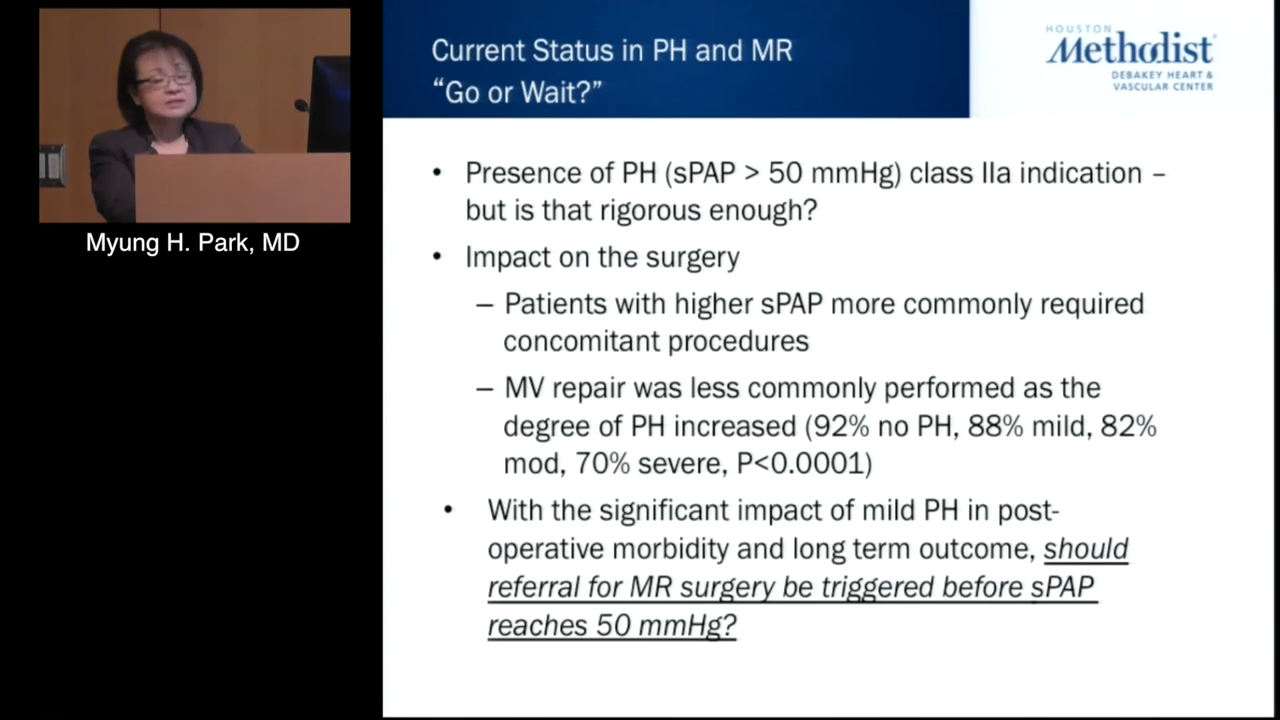 Current Status in PH and MR
“Go or Wait?”
HOUSTON
Methodist
DEBAKEY HEART &
VASCULAR CENTER
Myung H. Park, MD
• Presence of PH (sPAP > 50 mmHg) class IIa indication –
but is that rigorous enough?
• Impact on the surgery
– Patients with higher sPAP more commonly required
concomitant procedures
– MV repair was less commonly performed as the
degree of PH increased (92% no PH, 88% mild, 82%
mod, 70% severe, P<0.0001)
• With the significant impact of mild PH in post-
operative morbidity and long term outcome, should
referral for MR surgery be triggered before sPAP
reaches 50 mmHg?